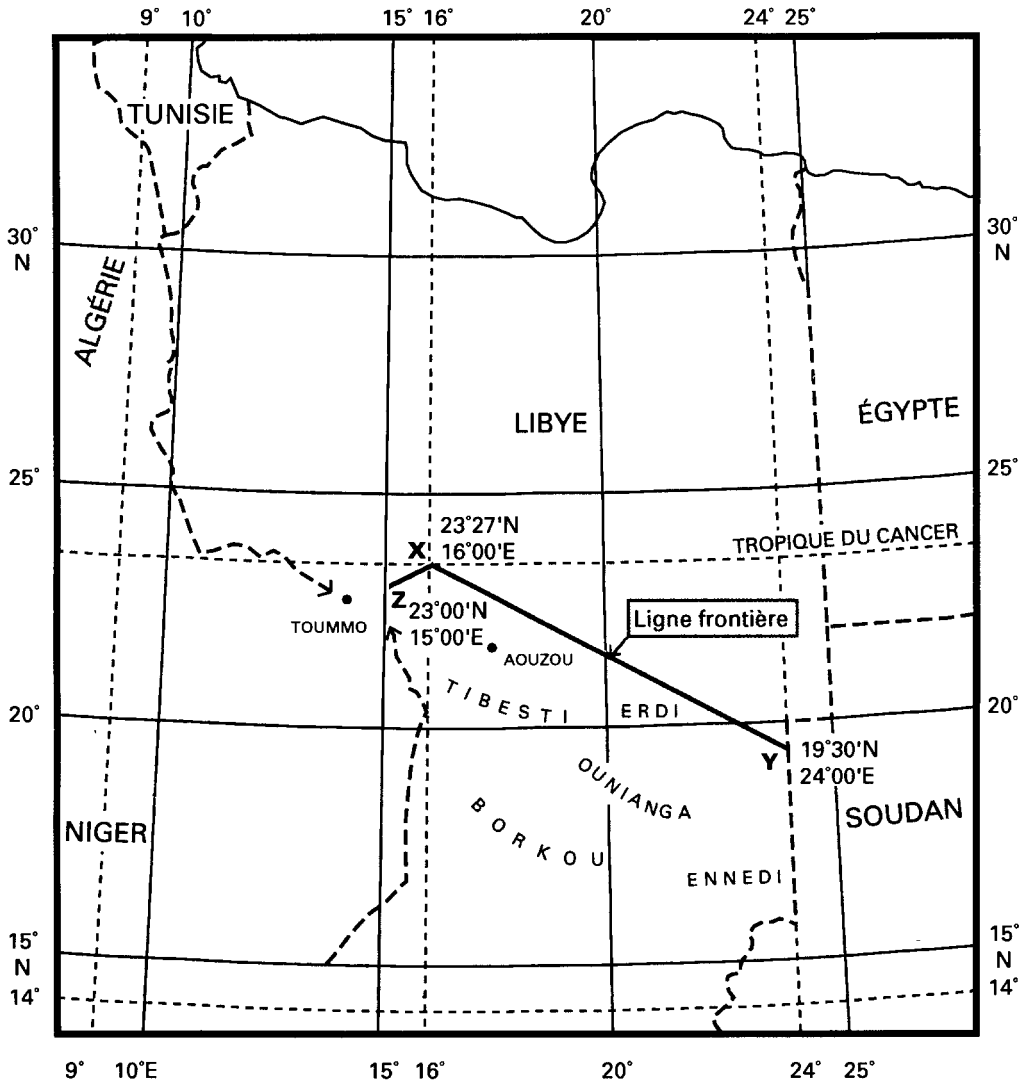 9° 10° 15° 16° 20° 24° 25°
TUNISIE
30°
N
30°
N
ALGÉRIE
LIBYE
ÉGYPTE
25°
25°
23°27'N
16°00'E
X
TROPIQUE DU CANCER
Z
23°00'N
15°00'E
TOUMMO
Ligne frontière
AOUZOU
TIBESTI
ERDI
20°
20°
Y
19°30'N
24°00'E
OUNIANGA
BORKOU
NIGER
SOUDAN
ENNEDI
15°
N
14°
15°
N
14°
9° 10°E 15° 16° 20° 24° 25°